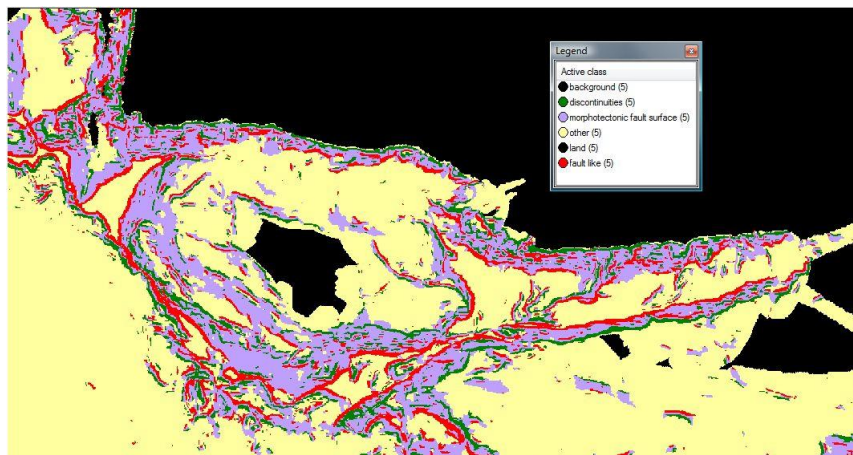 Legend
Active class
background (5)
discontinuities (5)
morphotectonic fault surface (5)
other (5)
land (5)
fault like (5)